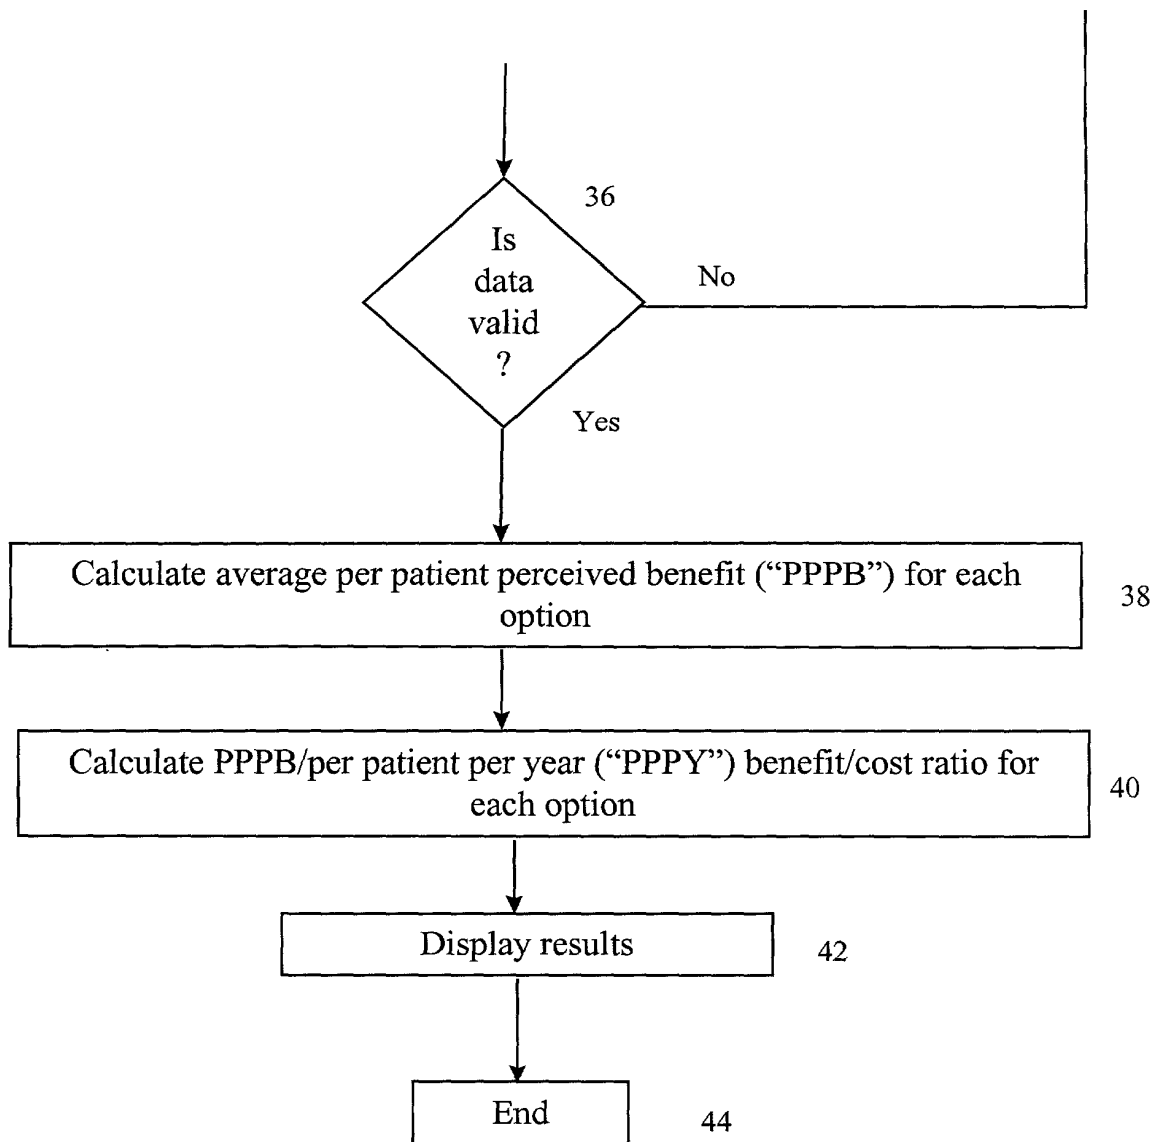 36
Is
data
valid
?
No
Yes
Calculate average per patient perceived benefit (“PPPB”) for each
option
38
Calculate PPPB/per patient per year (“PPPY”) benefit/cost ratio for
each option
40
Display results
42
End
44